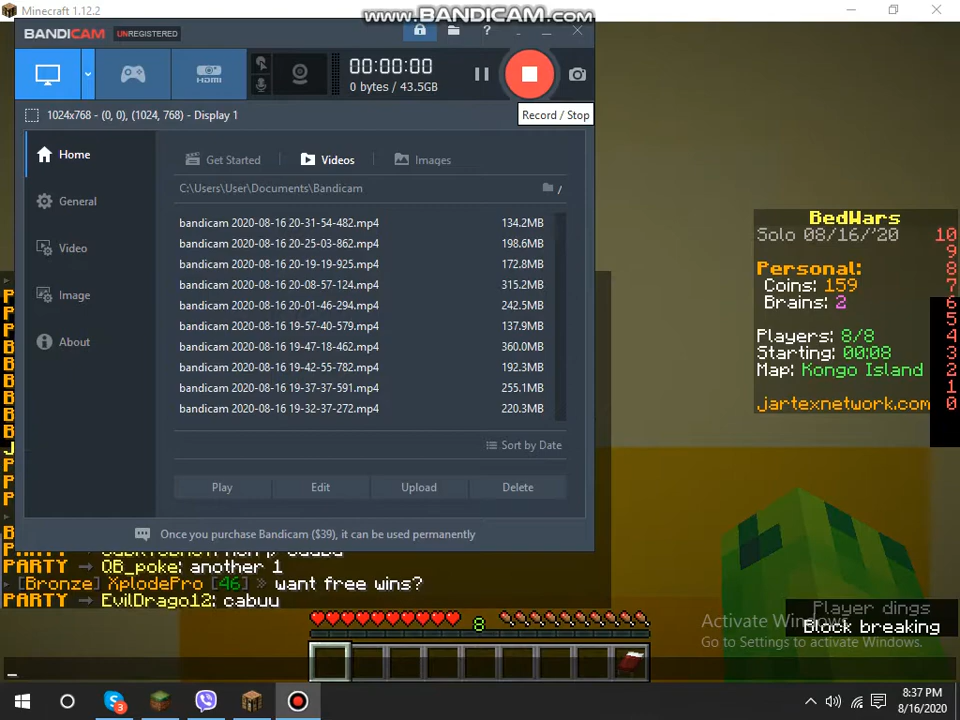 Minecraft 1.12.2
www.BANDICAM.com
BANDICAM UNREGISTERED
?
HDMI
00:00:00
0 bytes / 43.5GB
Record / Stop
1024x768 - (0, 0), (1024, 768) - Display 1
Home
General
Video
Image
About
Get Started
Videos
Images
C:\Users\User\Documents\Bandicam
/
bandicam 2020-08-16 20-31-54-482.mp4 134.2MB
bandicam 2020-08-16 20-25-03-862.mp4 198.6MB
bandicam 2020-08-16 20-19-19-925.mp4 172.8MB
bandicam 2020-08-16 20-08-57-124.mp4 315.2MB
bandicam 2020-08-16 20-01-46-294.mp4 242.5MB
bandicam 2020-08-16 19-57-40-579.mp4 137.9MB
bandicam 2020-08-16 19-47-18-462.mp4 360.0MB
bandicam 2020-08-16 19-42-55-782.mp4 192.3MB
bandicam 2020-08-16 19-37-37-591.mp4 255.1MB
bandicam 2020-08-16 19-32-37-272.mp4 220.3MB
Sort by Date
Play Edit Upload Delete
Once you purchase Bandicam ($39), it can be used permanently
BedWars
Solo 08/16/'20 10
9
Personal: 8
Coins: 159 7
Brains: 2 6
5
Players: 8/8 4
Starting: 00:08 3
Map: Kongo Island 2
1
jartexnetwork.com 0
PARTY → QB_poke: another 1
[Bronze] XplodePro [46] » want free wins?
PARTY → EvilDrago12: cabuu
8
Player dings
Block breaking
Activate Windows
Go to Settings to activate Windows.
3
8:37 PM
8/16/2020